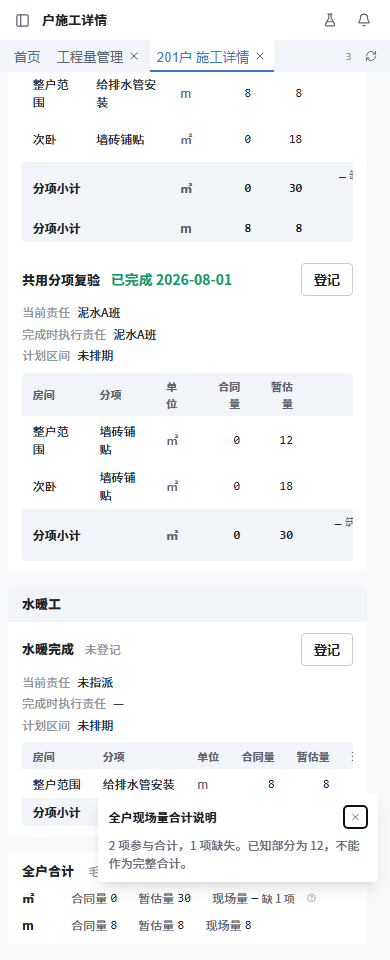 户施工详情
首页 工程量管理 × 201户 施工详情 × 3
整户范围 给排水管安装 m 8 8
次卧 墙砖铺贴 ㎡ 0 18
分项小计 ㎡ 0 30 —
分项小计 m 8 8
共用分项复验 已完成 2026-08-01 登记
当前责任 泥水A班
完成时执行责任 泥水A班
计划区间 未排期
房间 分项 单位 合同量 暂估量
整户范围 墙砖铺贴 ㎡ 0 12
次卧 墙砖铺贴 ㎡ 0 18
分项小计 ㎡ 0 30 —
水暖工
水暖完成 未登记 登记
当前责任 未指派
完成时执行责任 —
计划区间 未排期
房间 分项 单位 合同量 暂估量
整户范围 给排水管安装 m 8 8
分项小计
全户现场量合计说明 ×
2 项参与合计，1 项缺失。已知部分为 12，不能
作为完整合计。
全户合计
㎡ 合同量 0 暂估量 30 现场量 — 缺 1 项
m 合同量 8 暂估量 8 现场量 8